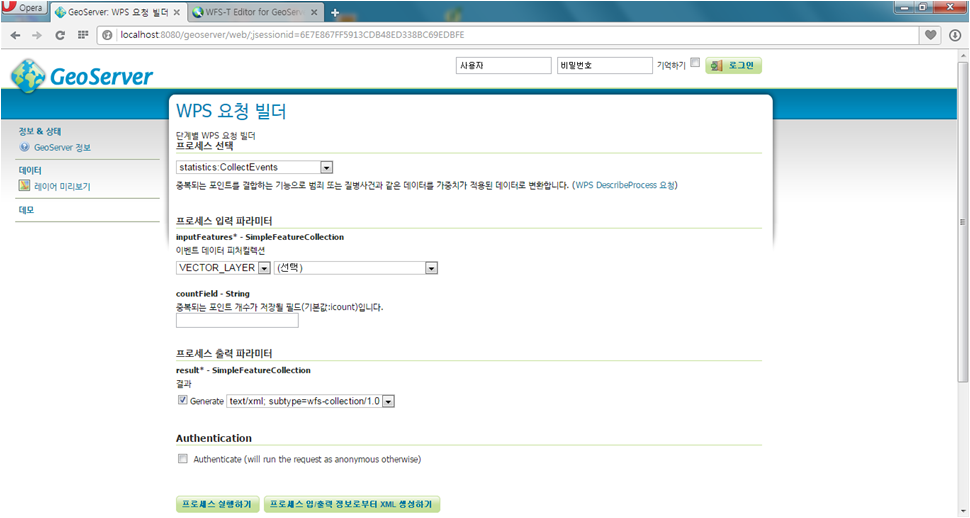 Opera
GeoServer: WPS 요청 빌더
WFS-T Editor for GeoServ
localhost:8080/geoserver/web/;jsessionid=6E7E867FF5913CDB48ED338BC69EDBFE
GeoServer
사용자
비밀번호
기억하기
로그인
정보 & 상태
GeoServer 정보
데이터
레이어 미리보기
데모
WPS 요청 빌더
단계별 WPS 요청 빌더
프로세스 선택
statistics:CollectEvents
중복되는 포인트를 결합하는 기능으로 범죄 또는 질병사건과 같은 데이터를 가중치가 적용된 데이터로 변환합니다. (WPS DescribeProcess 요청)
프로세스 입력 파라미터
inputFeatures* - SimpleFeatureCollection
이벤트 데이터 피처컬렉션
VECTOR_LAYER (선택)
countField - String
중복되는 포인트 개수가 저장될 필드(기본값:icount)입니다.
프로세스 출력 파라미터
result* - SimpleFeatureCollection
결과
Generate text/xml; subtype=wfs-collection/1.0
Authentication
Authenticate (will run the request as anonymous otherwise)
프로세스 실행하기 프로세스 입/출력 정보로부터 XML 생성하기